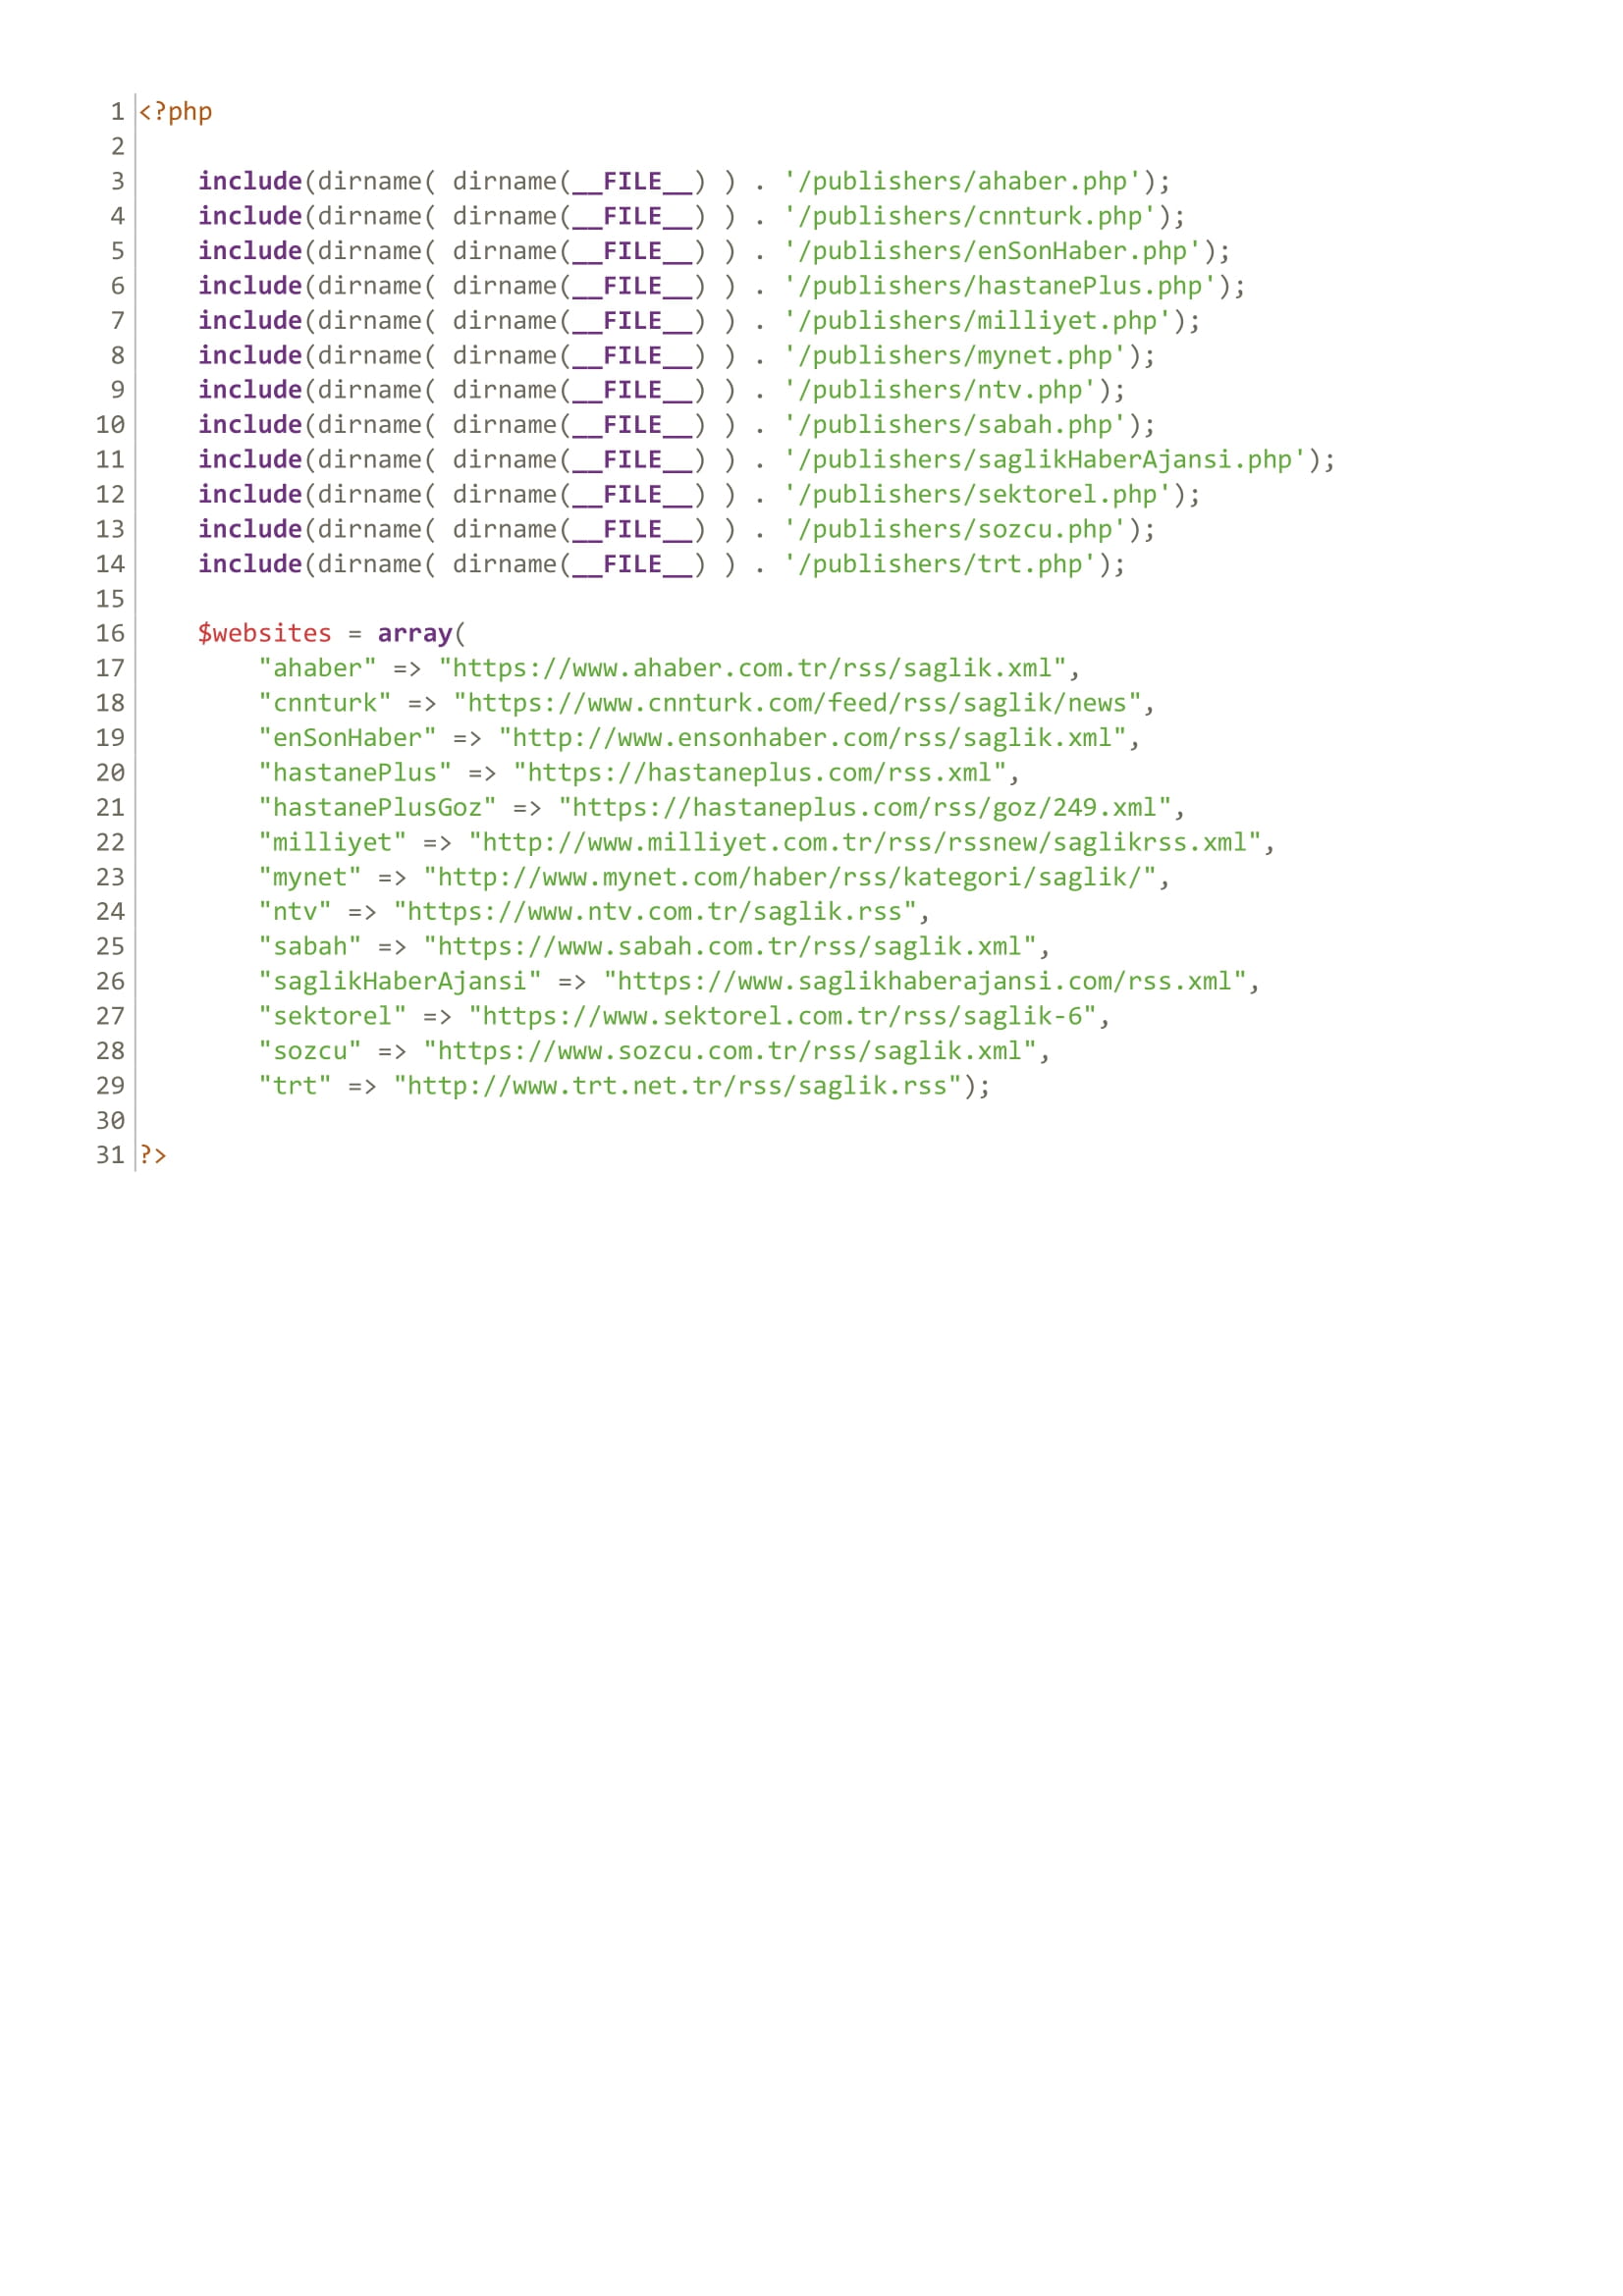 1 <?php
2
3     include(dirname( dirname(__FILE__) ) . '/publishers/ahaber.php');
4     include(dirname( dirname(__FILE__) ) . '/publishers/cnnturk.php');
5     include(dirname( dirname(__FILE__) ) . '/publishers/enSonHaber.php');
6     include(dirname( dirname(__FILE__) ) . '/publishers/hastanePlus.php');
7     include(dirname( dirname(__FILE__) ) . '/publishers/milliyet.php');
8     include(dirname( dirname(__FILE__) ) . '/publishers/mynet.php');
9     include(dirname( dirname(__FILE__) ) . '/publishers/ntv.php');
10     include(dirname( dirname(__FILE__) ) . '/publishers/sabah.php');
11     include(dirname( dirname(__FILE__) ) . '/publishers/saglikHaberAjansi.php');
12     include(dirname( dirname(__FILE__) ) . '/publishers/sektorel.php');
13     include(dirname( dirname(__FILE__) ) . '/publishers/sozcu.php');
14     include(dirname( dirname(__FILE__) ) . '/publishers/trt.php');
15
16     $websites = array(
17         "ahaber" => "https://www.ahaber.com.tr/rss/saglik.xml",
18         "cnnturk" => "https://www.cnnturk.com/feed/rss/saglik/news",
19         "enSonHaber" => "http://www.ensonhaber.com/rss/saglik.xml",
20         "hastanePlus" => "https://hastaneplus.com/rss.xml",
21         "hastanePlusGoz" => "https://hastaneplus.com/rss/goz/249.xml",
22         "milliyet" => "http://www.milliyet.com.tr/rss/rssnew/saglikrss.xml",
23         "mynet" => "http://www.mynet.com/haber/rss/kategori/saglik/",
24         "ntv" => "https://www.ntv.com.tr/saglik.rss",
25         "sabah" => "https://www.sabah.com.tr/rss/saglik.xml",
26         "saglikHaberAjansi" => "https://www.saglikhaberajansi.com/rss.xml",
27         "sektorel" => "https://www.sektorel.com.tr/rss/saglik-6",
28         "sozcu" => "https://www.sozcu.com.tr/rss/saglik.xml",
29         "trt" => "http://www.trt.net.tr/rss/saglik.rss");
30
31 ?>